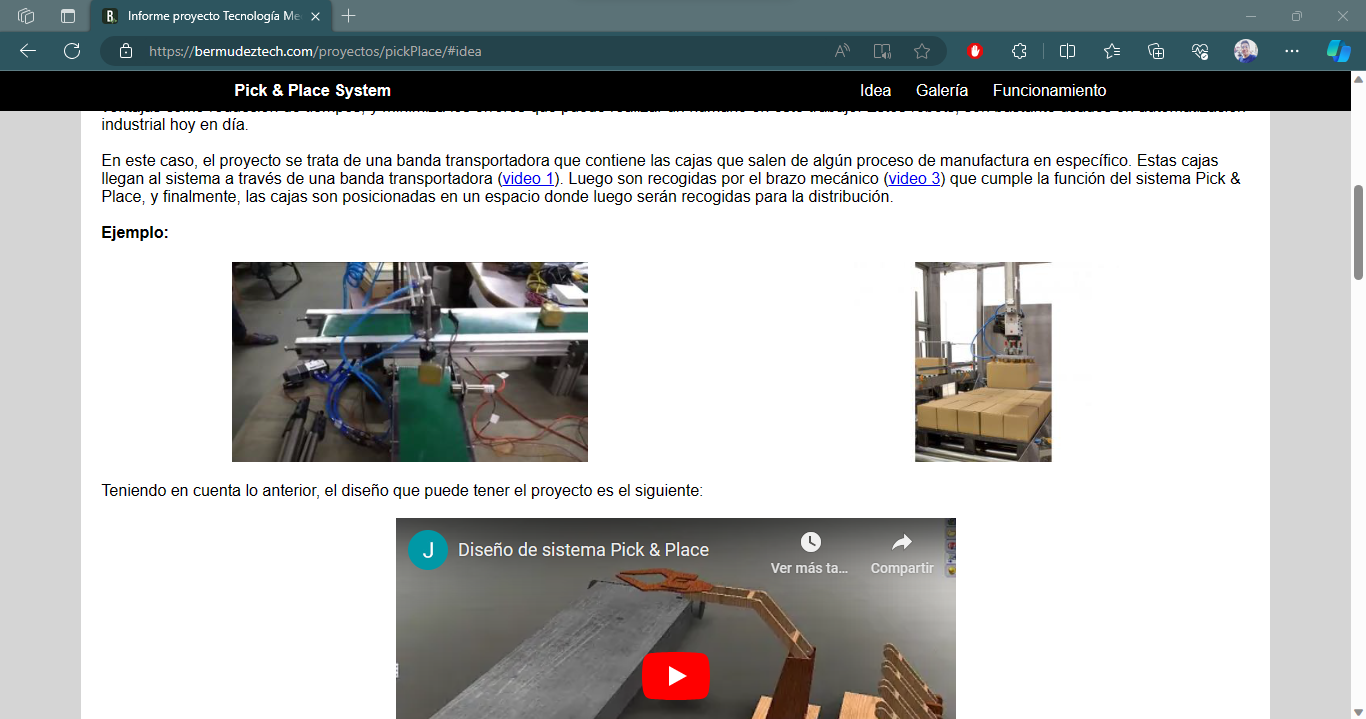 Informe proyecto Tecnología Me
https://bermudeztech.com/proyectos/pickPlace/#idea
Pick & Place System
Idea
Galería
Funcionamiento
industrial hoy en día.
En este caso, el proyecto se trata de una banda transportadora que contiene las cajas que salen de algún proceso de manufactura en específico. Estas cajas
llegan al sistema a través de una banda transportadora (video 1). Luego son recogidas por el brazo mecánico (video 3) que cumple la función del sistema Pick &
Place, y finalmente, las cajas son posicionadas en un espacio donde luego serán recogidas para la distribución.
Ejemplo:
Teniendo en cuenta lo anterior, el diseño que puede tener el proyecto es el siguiente:
J
Diseño de sistema Pick & Place
Ver más ta...
Compartir